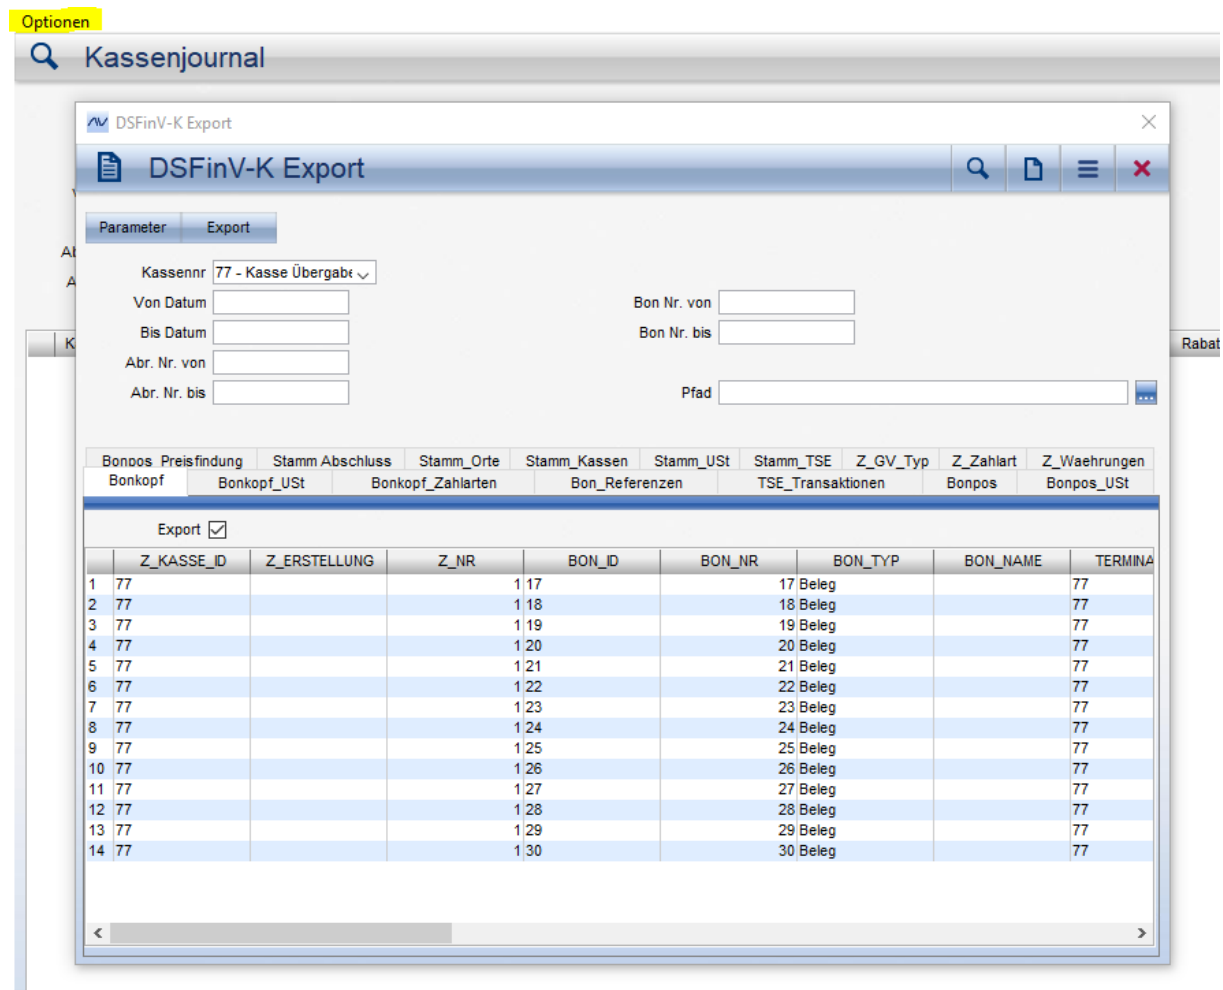 Optionen
Kassenjournal
DSFinV-K Export
DSFinV-K Export
Parameter Export
Kassennr 77 - Kasse Übergabe
Von Datum Bon Nr. von
Bis Datum Bon Nr. bis
Abr. Nr. von
Abr. Nr. bis Pfad ...
Rabat
Bonpos_Preisfindung Stamm Abschluss Stamm_Orte Stamm_Kassen Stamm_USt Stamm_TSE Z_GV_Typ Z_Zahlart Z_Waehrungen
Bonkopf Bonkopf_USt Bonkopf_Zahlarten Bon_Referenzen TSE_Transaktionen Bonpos Bonpos_USt
Export
Z_KASSE_ID Z_ERSTELLUNG Z_NR BON_ID BON_NR BON_TYP BON_NAME TERMINA
1 77 1 17 17 Beleg 77
2 77 1 18 18 Beleg 77
3 77 1 19 19 Beleg 77
4 77 1 20 20 Beleg 77
5 77 1 21 21 Beleg 77
6 77 1 22 22 Beleg 77
7 77 1 23 23 Beleg 77
8 77 1 24 24 Beleg 77
9 77 1 25 25 Beleg 77
10 77 1 26 26 Beleg 77
11 77 1 27 27 Beleg 77
12 77 1 28 28 Beleg 77
13 77 1 29 29 Beleg 77
14 77 1 30 30 Beleg 77